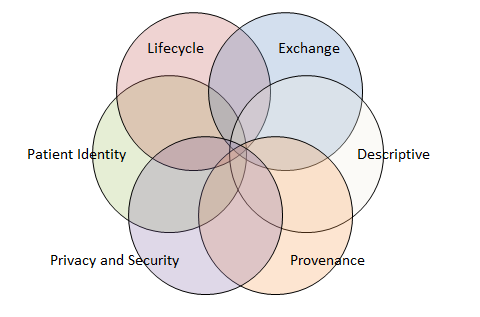 Lifecycle
Exchange
Patient Identity
Descriptive
Privacy and Security
Provenance